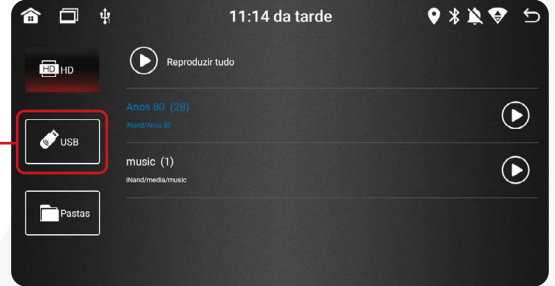 11:14 da tarde
HD HD
Reproduzir tudo
Anos 80 (28)
iNand/Anos 80
USB
music (1)
iNand/media/music
Pastas